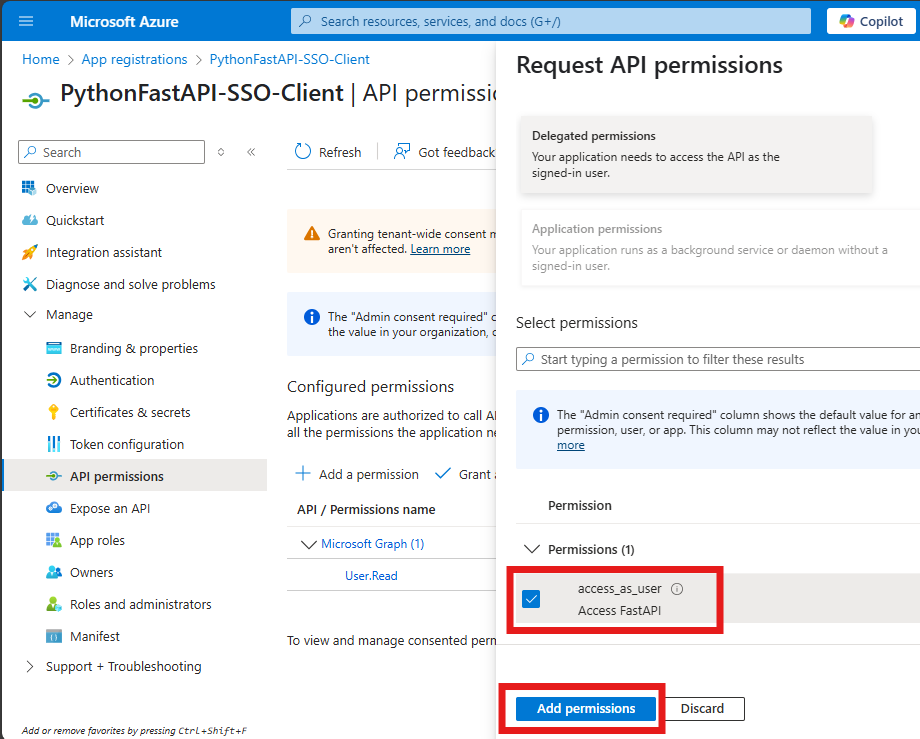 Microsoft Azure
Search resources, services, and docs (G+/)
Copilot
Home > App registrations > PythonFastAPI-SSO-Client
PythonFastAPI-SSO-Client | API permissio
Search
Overview
Quickstart
Integration assistant
Diagnose and solve problems
Manage
Branding & properties
Authentication
Certificates & secrets
Token configuration
API permissions
Expose an API
App roles
Owners
Roles and administrators
Manifest
Support + Troubleshooting
Add or remove favorites by pressing Ctrl+Shift+F
Refresh
Got feedback
Granting tenant-wide consent m
aren't affected. Learn more
The "Admin consent required" c
the value in your organization, o
Configured permissions
Applications are authorized to call AP
all the permissions the application ne
Add a permission
Grant a
API / Permissions name
Microsoft Graph (1)
User.Read
To view and manage consented perm
Request API permissions
Delegated permissions
Your application needs to access the API as the
signed-in user.
Application permissions
Your application runs as a background service or daemon without a
signed-in user.
Select permissions
Start typing a permission to filter these results
The "Admin consent required" column shows the default value for an
permission, user, or app. This column may not reflect the value in you
more
Permission
Permissions (1)
access_as_user
Access FastAPI
Add permissions
Discard